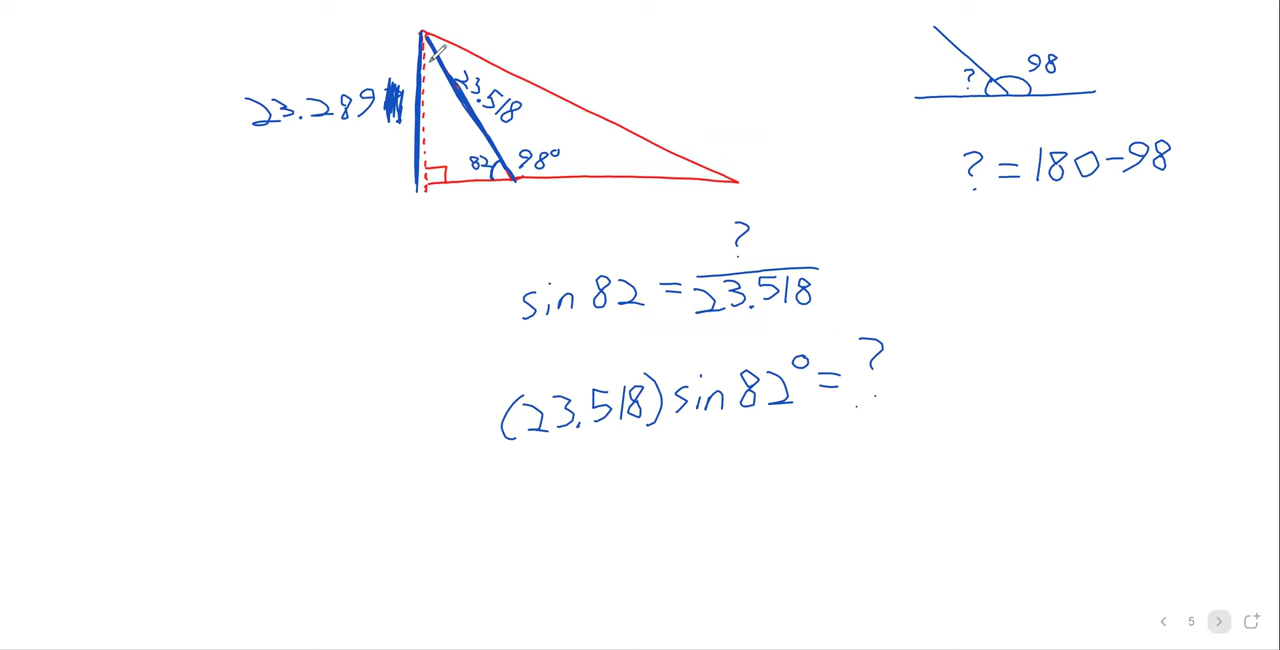 98
?
23.289
23.518
82 98°
? = 180-98
?
sin 82 = 23.518
(23.518) sin 82° = ?
5